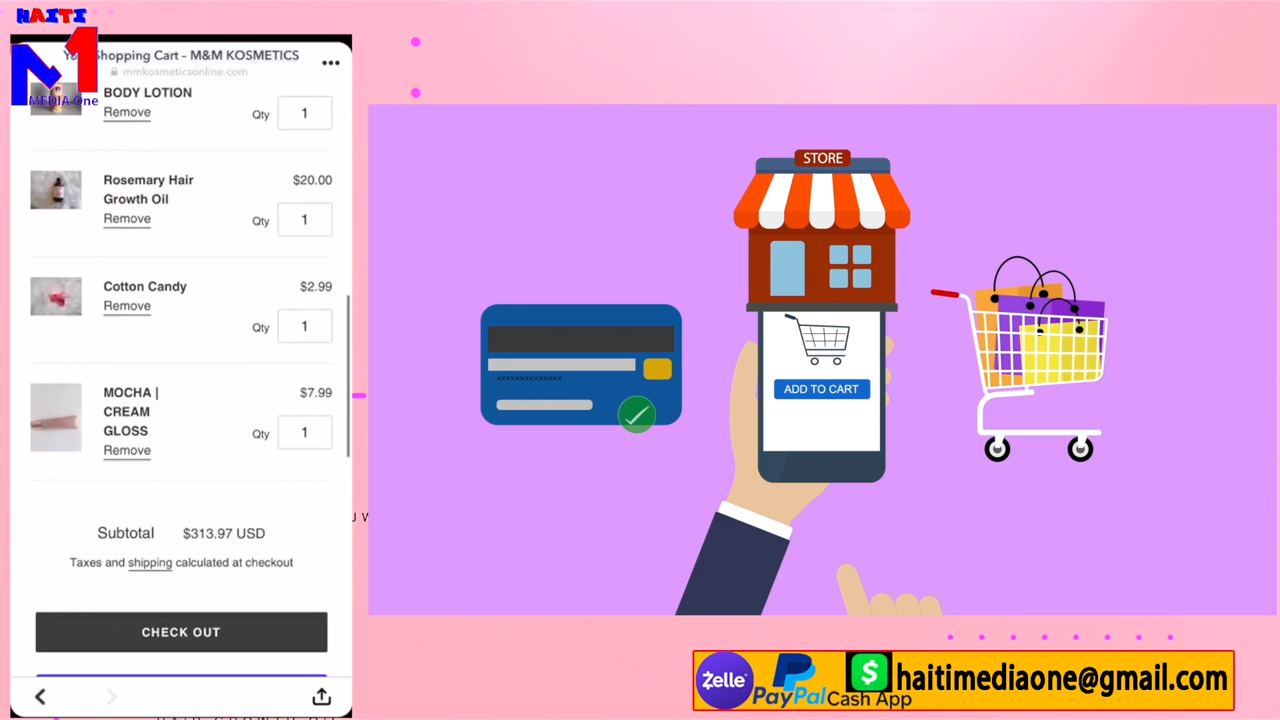 HAITI
M1
MEDIA One
Shopping Cart – M&M KOSMETICS
mmkosmeticsonline.com
BODY LOTION
Remove
Qty 1
Rosemary Hair $20.00
Growth Oil
Remove
Qty 1
Cotton Candy $2.99
Remove
Qty 1
MOCHA | $7.99
CREAM
GLOSS
Remove
Qty 1
Subtotal $313.97 USD
Taxes and shipping calculated at checkout
CHECK OUT
STORE
ADD TO CART
Zelle
PayPal
$
Cash App
haitimediaone@gmail.com